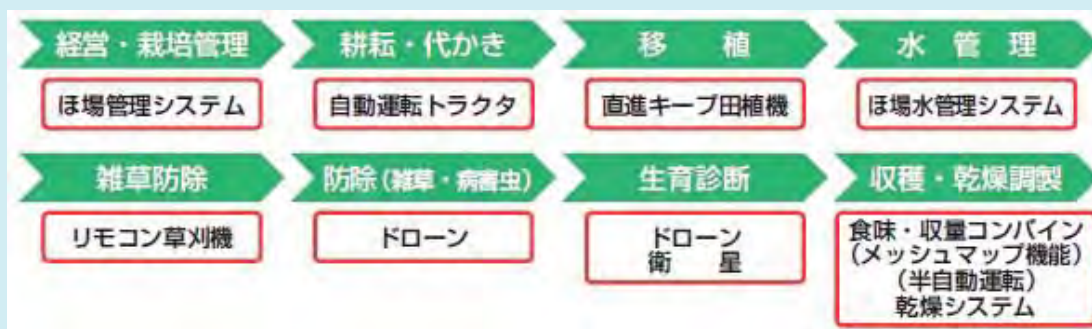 経営・栽培管理
耕耘・代かき
移植
水管理
ほ場管理システム
自動運転トラクタ
直進キープ田植機
ほ場水管理システム
雑草防除
防除(雑草・病害虫)
生育診断
収穫・乾燥調製
リモコン草刈機
ドローン
ドローン
衛星
食味・収量コンバイン
(メッシュマップ機能)
(半自動運転)
乾燥システム